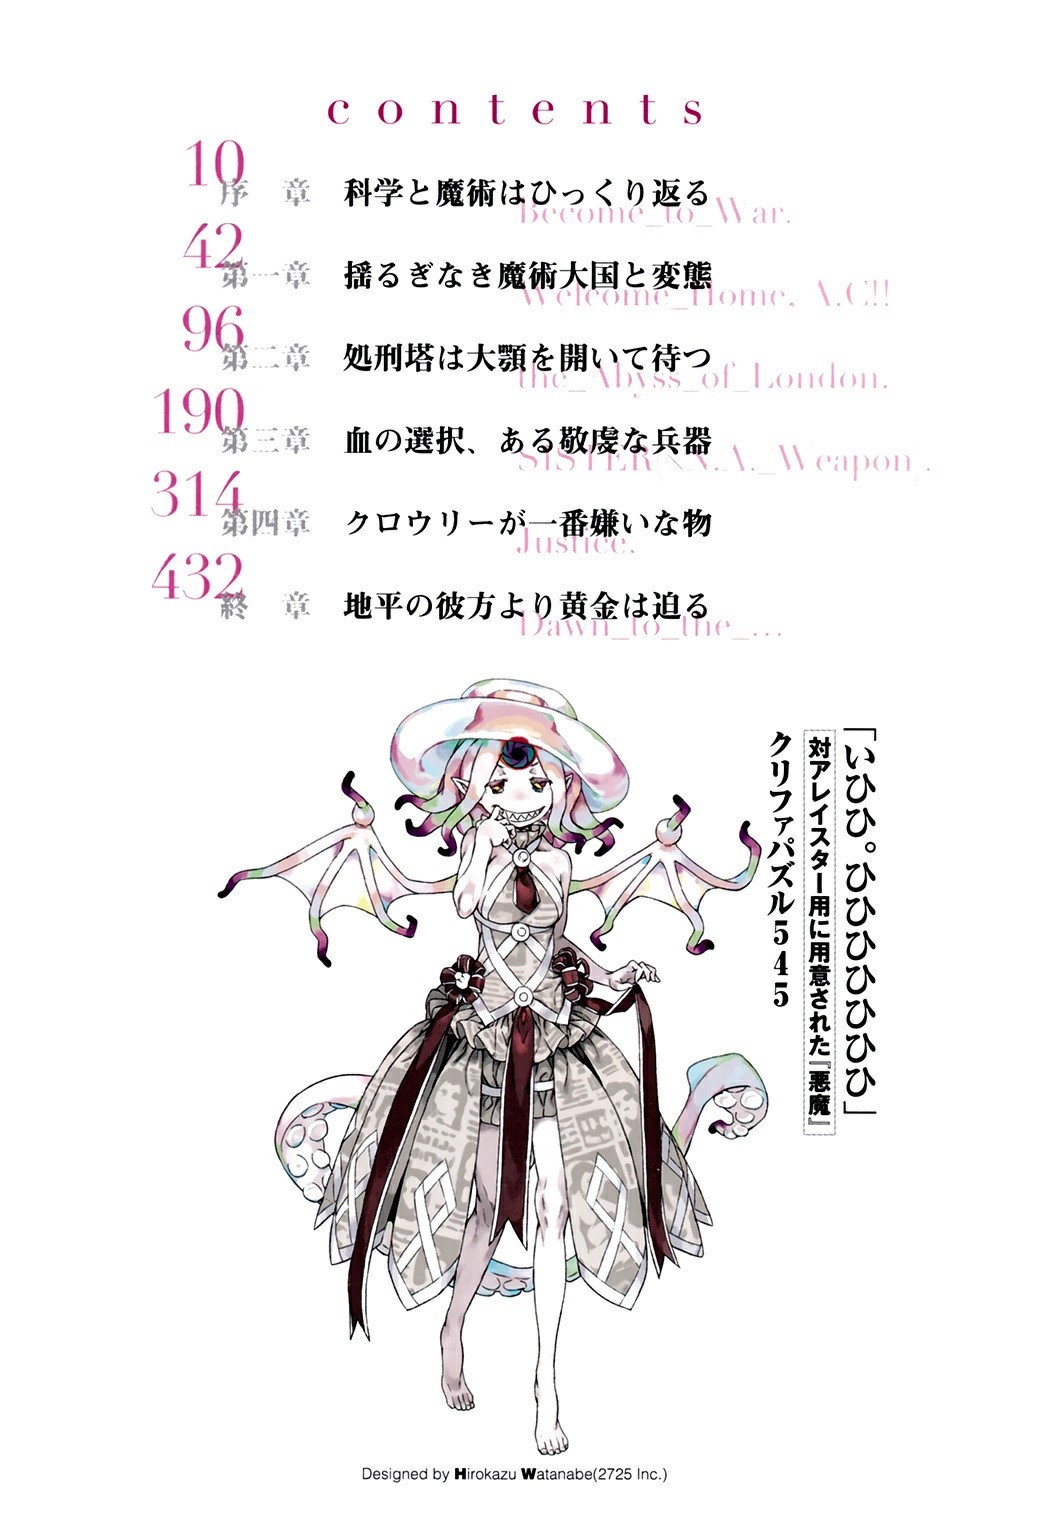 contents
10
序 章 科学と魔術はひっくり返る
Become_to_War.
42
第一章 揺るぎなき魔術大国と変態
Welcome_Home, A.C!!
96
第二章 処刑塔は大顎を開いて待つ
the_Abyss_of_London.
190
第三章 血の選択、ある敬虔な兵器
N.A._Weapon.
314
第四章 クロウリーが一番嫌いな物
Justice.
432
終 章 地平の彼方より黄金は迫る
Dawn_to_the_...
「いひひ。ひひひひひひひ」
対アレイスター用に用意された『悪魔』
クリファパズル545
Designed by Hirokazu Watanabe(2725 Inc.)